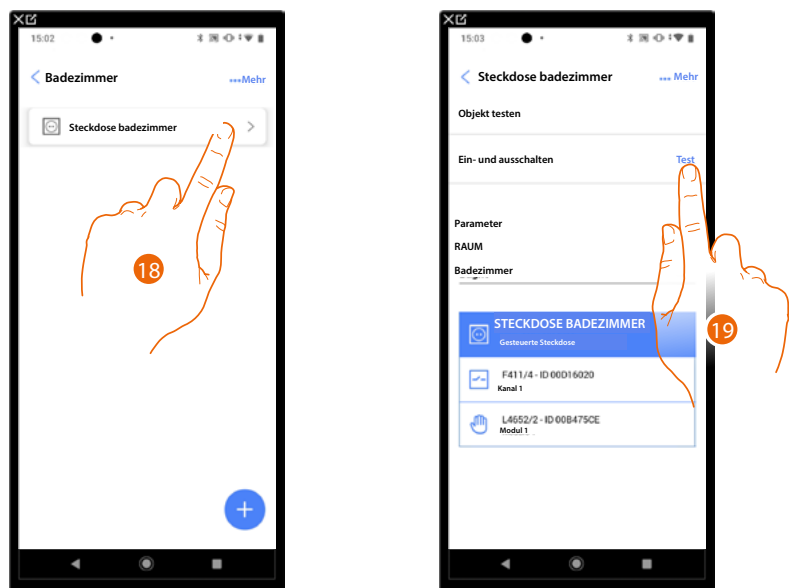 15:02
Badezimmer
Mehr
Steckdose badezimmer
18
15:03
Steckdose badezimmer
Mehr
Objekt testen
Ein- und ausschalten
Test
Parameter
RAUM
Badezimmer
STECKDOSE BADEZIMMER
Gesteuerte Steckdose
F411/4 - ID 00D16020
Kanal 1
L4652/2 - ID 00B475CE
Modul 1
19